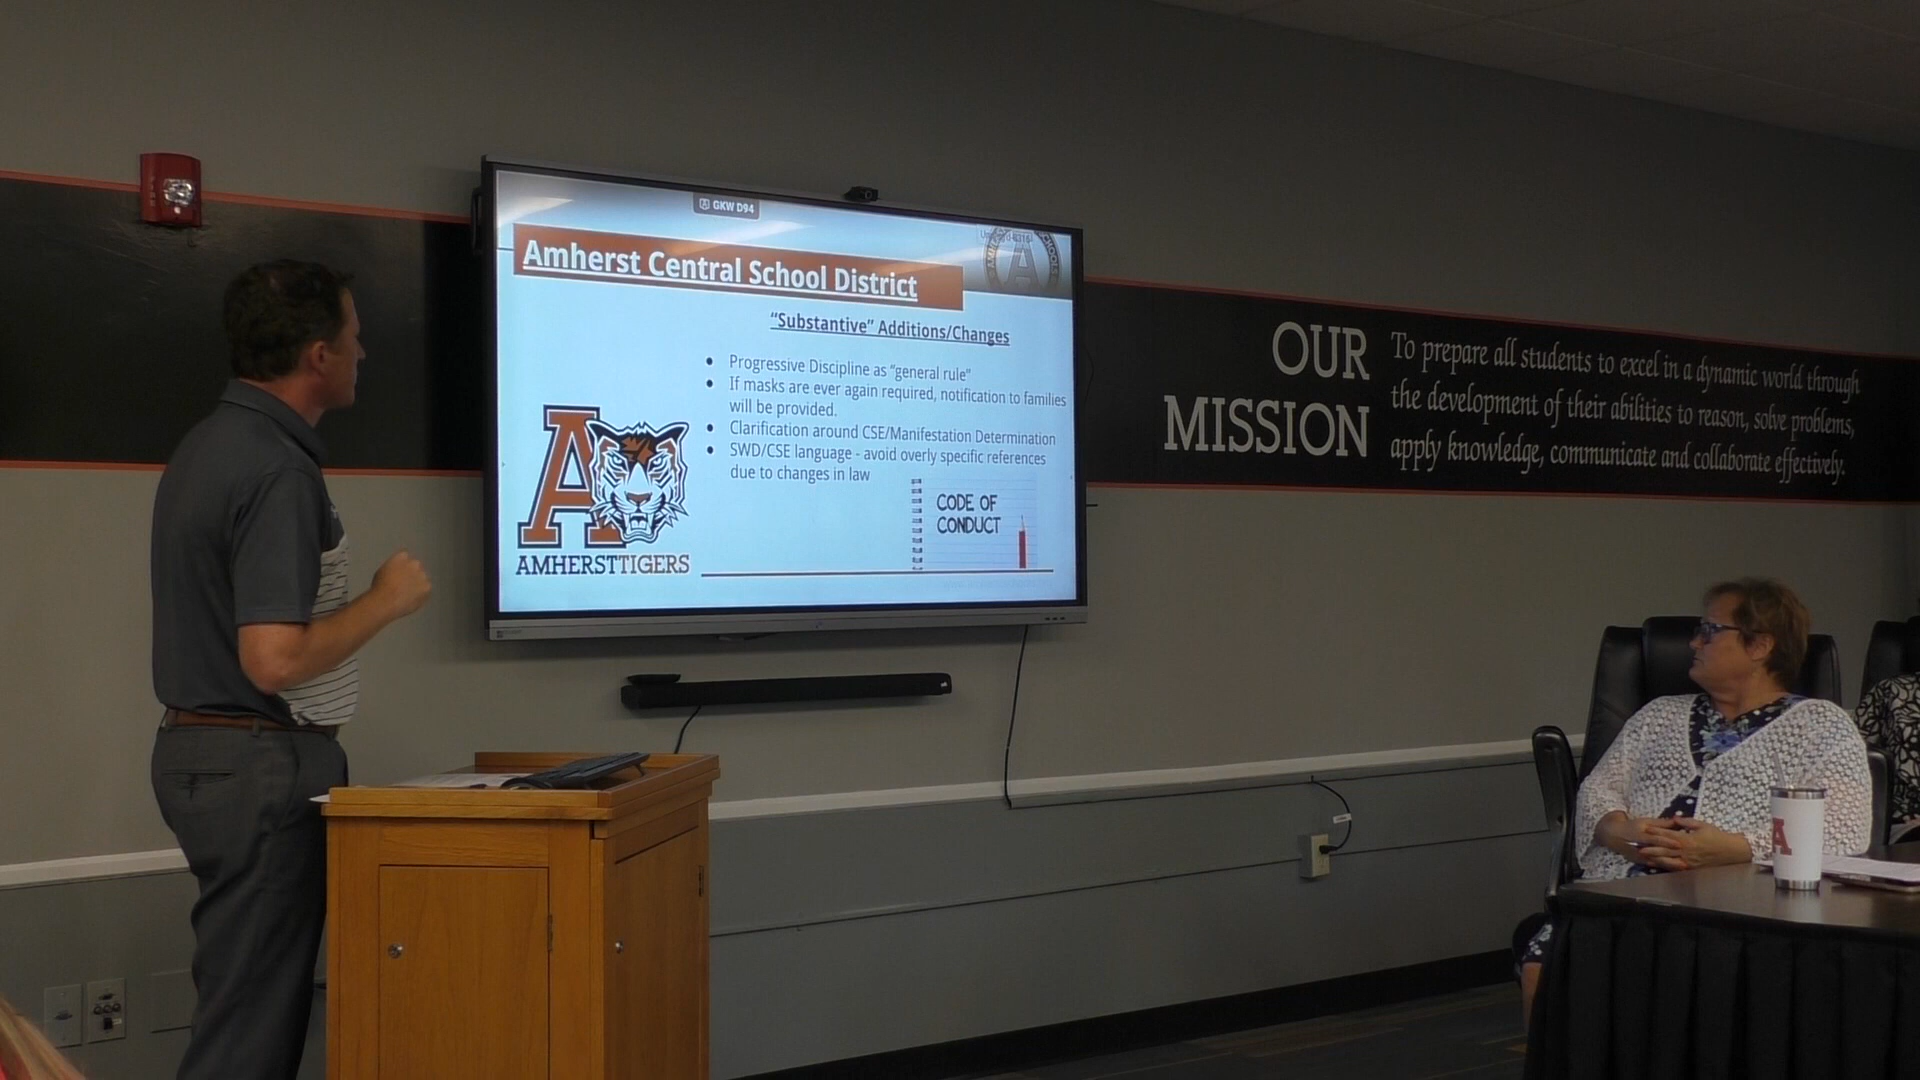 GKW D94
Amherst Central School District
"Substantive" Additions/Changes
• Progressive Discipline as "general rule"
• If masks are ever again required, notification to families
will be provided.
• Clarification around CSE/Manifestation Determination
• SWD/CSE language - avoid overly specific references
due to changes in law
CODE OF
CONDUCT
A
AMHERSTTIGERS
A
OUR
MISSION
To prepare all students to excel in a dynamic world through
the development of their abilities to reason, solve problems,
apply knowledge, communicate and collaborate effectively.
A